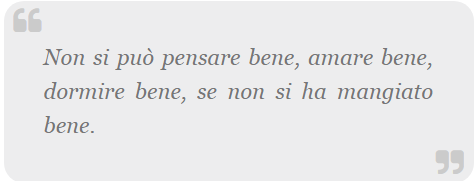 Non si può pensare bene, amare bene,
dormire bene, se non si ha mangiato
bene.